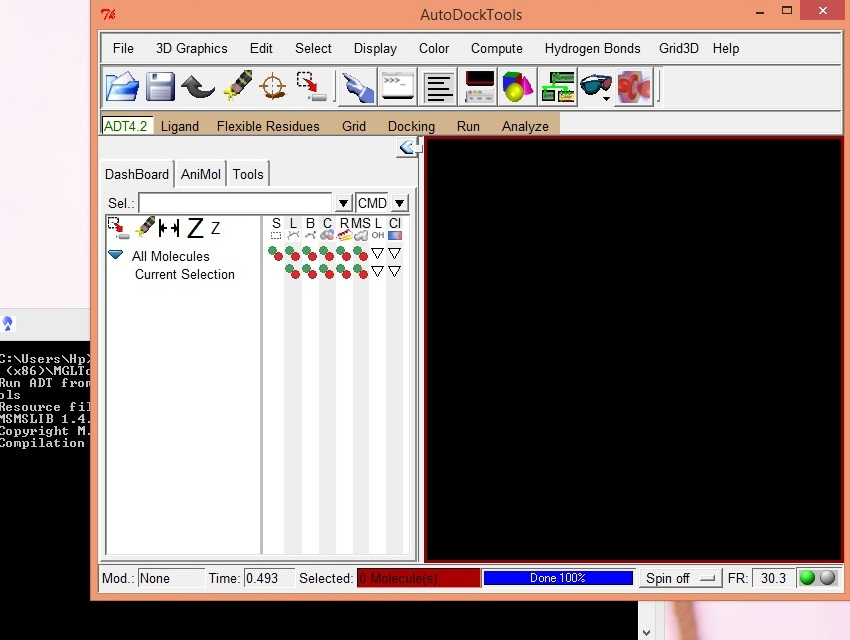 AutoDockTools
File 3D Graphics Edit Select Display Color Compute Hydrogen Bonds Grid3D Help
ADT4.2 Ligand Flexible Residues Grid Docking Run Analyze
DashBoard AniMol Tools
Sel.: CMD
Z Z S L B C R MS L Cl
OH
All Molecules
Current Selection
C:\Users\Hp>
(x86)\MGLTo
Run ADT from
ols
Resource fil
MSMSLIB 1.4.
Copyright M.
Compilation
Mod.: None Time: 0.493 Selected: 0 Molecule(s) Done 100% Spin off FR: 30.3